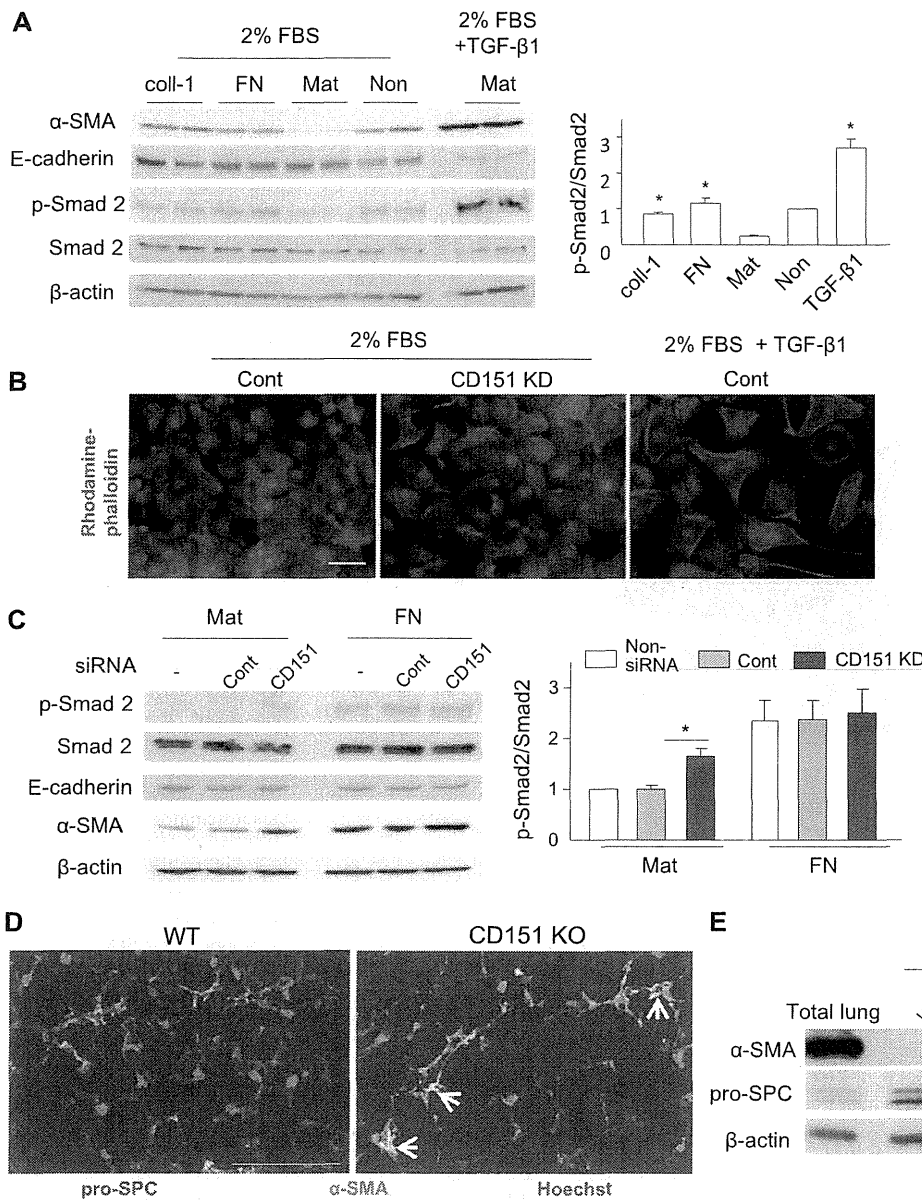 A
2% FBS
2% FBS
+TGF-β1
coll-1 FN Mat Non Mat
α-SMA
E-cadherin
p-Smad 2
Smad 2
β-actin
p-Smad2/Smad2
3
2
1
0
* * *
coll-1 FN Mat Non TGF-β1
B
2% FBS
2% FBS + TGF-β1
Cont CD151 KD Cont
Rhodamine-
phalloidin
C
Mat FN
siRNA - Cont CD151 - Cont CD151
p-Smad 2
Smad 2
E-cadherin
α-SMA
β-actin
Non-
siRNA Cont CD151 KD
p-Smad2/Smad2
3
2
1
0
*
Mat FN
D
WT CD151 KO
pro-SPC α-SMA Hoechst
E
Total lung
α-SMA
pro-SPC
β-actin